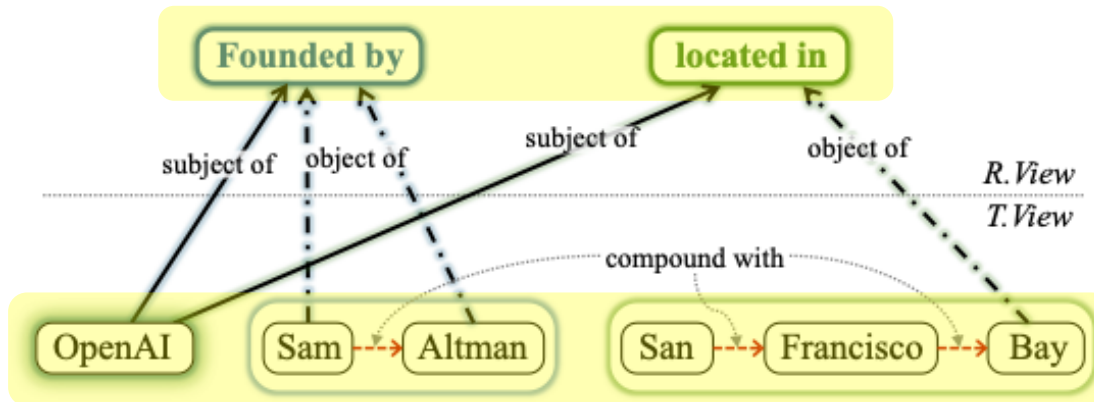 Founded by located in
subject of object of subject of object of
R.View
T.View
compound with
OpenAI Sam Altman San Francisco Bay